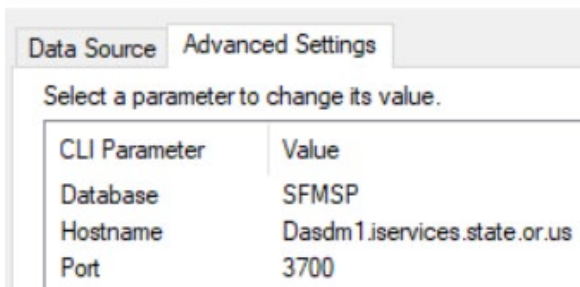 Data Source Advanced Settings
Select a parameter to change its value.
CLI Parameter Value
Database SFMSP
Hostname Dasdm1.iservices.state.or.us
Port 3700